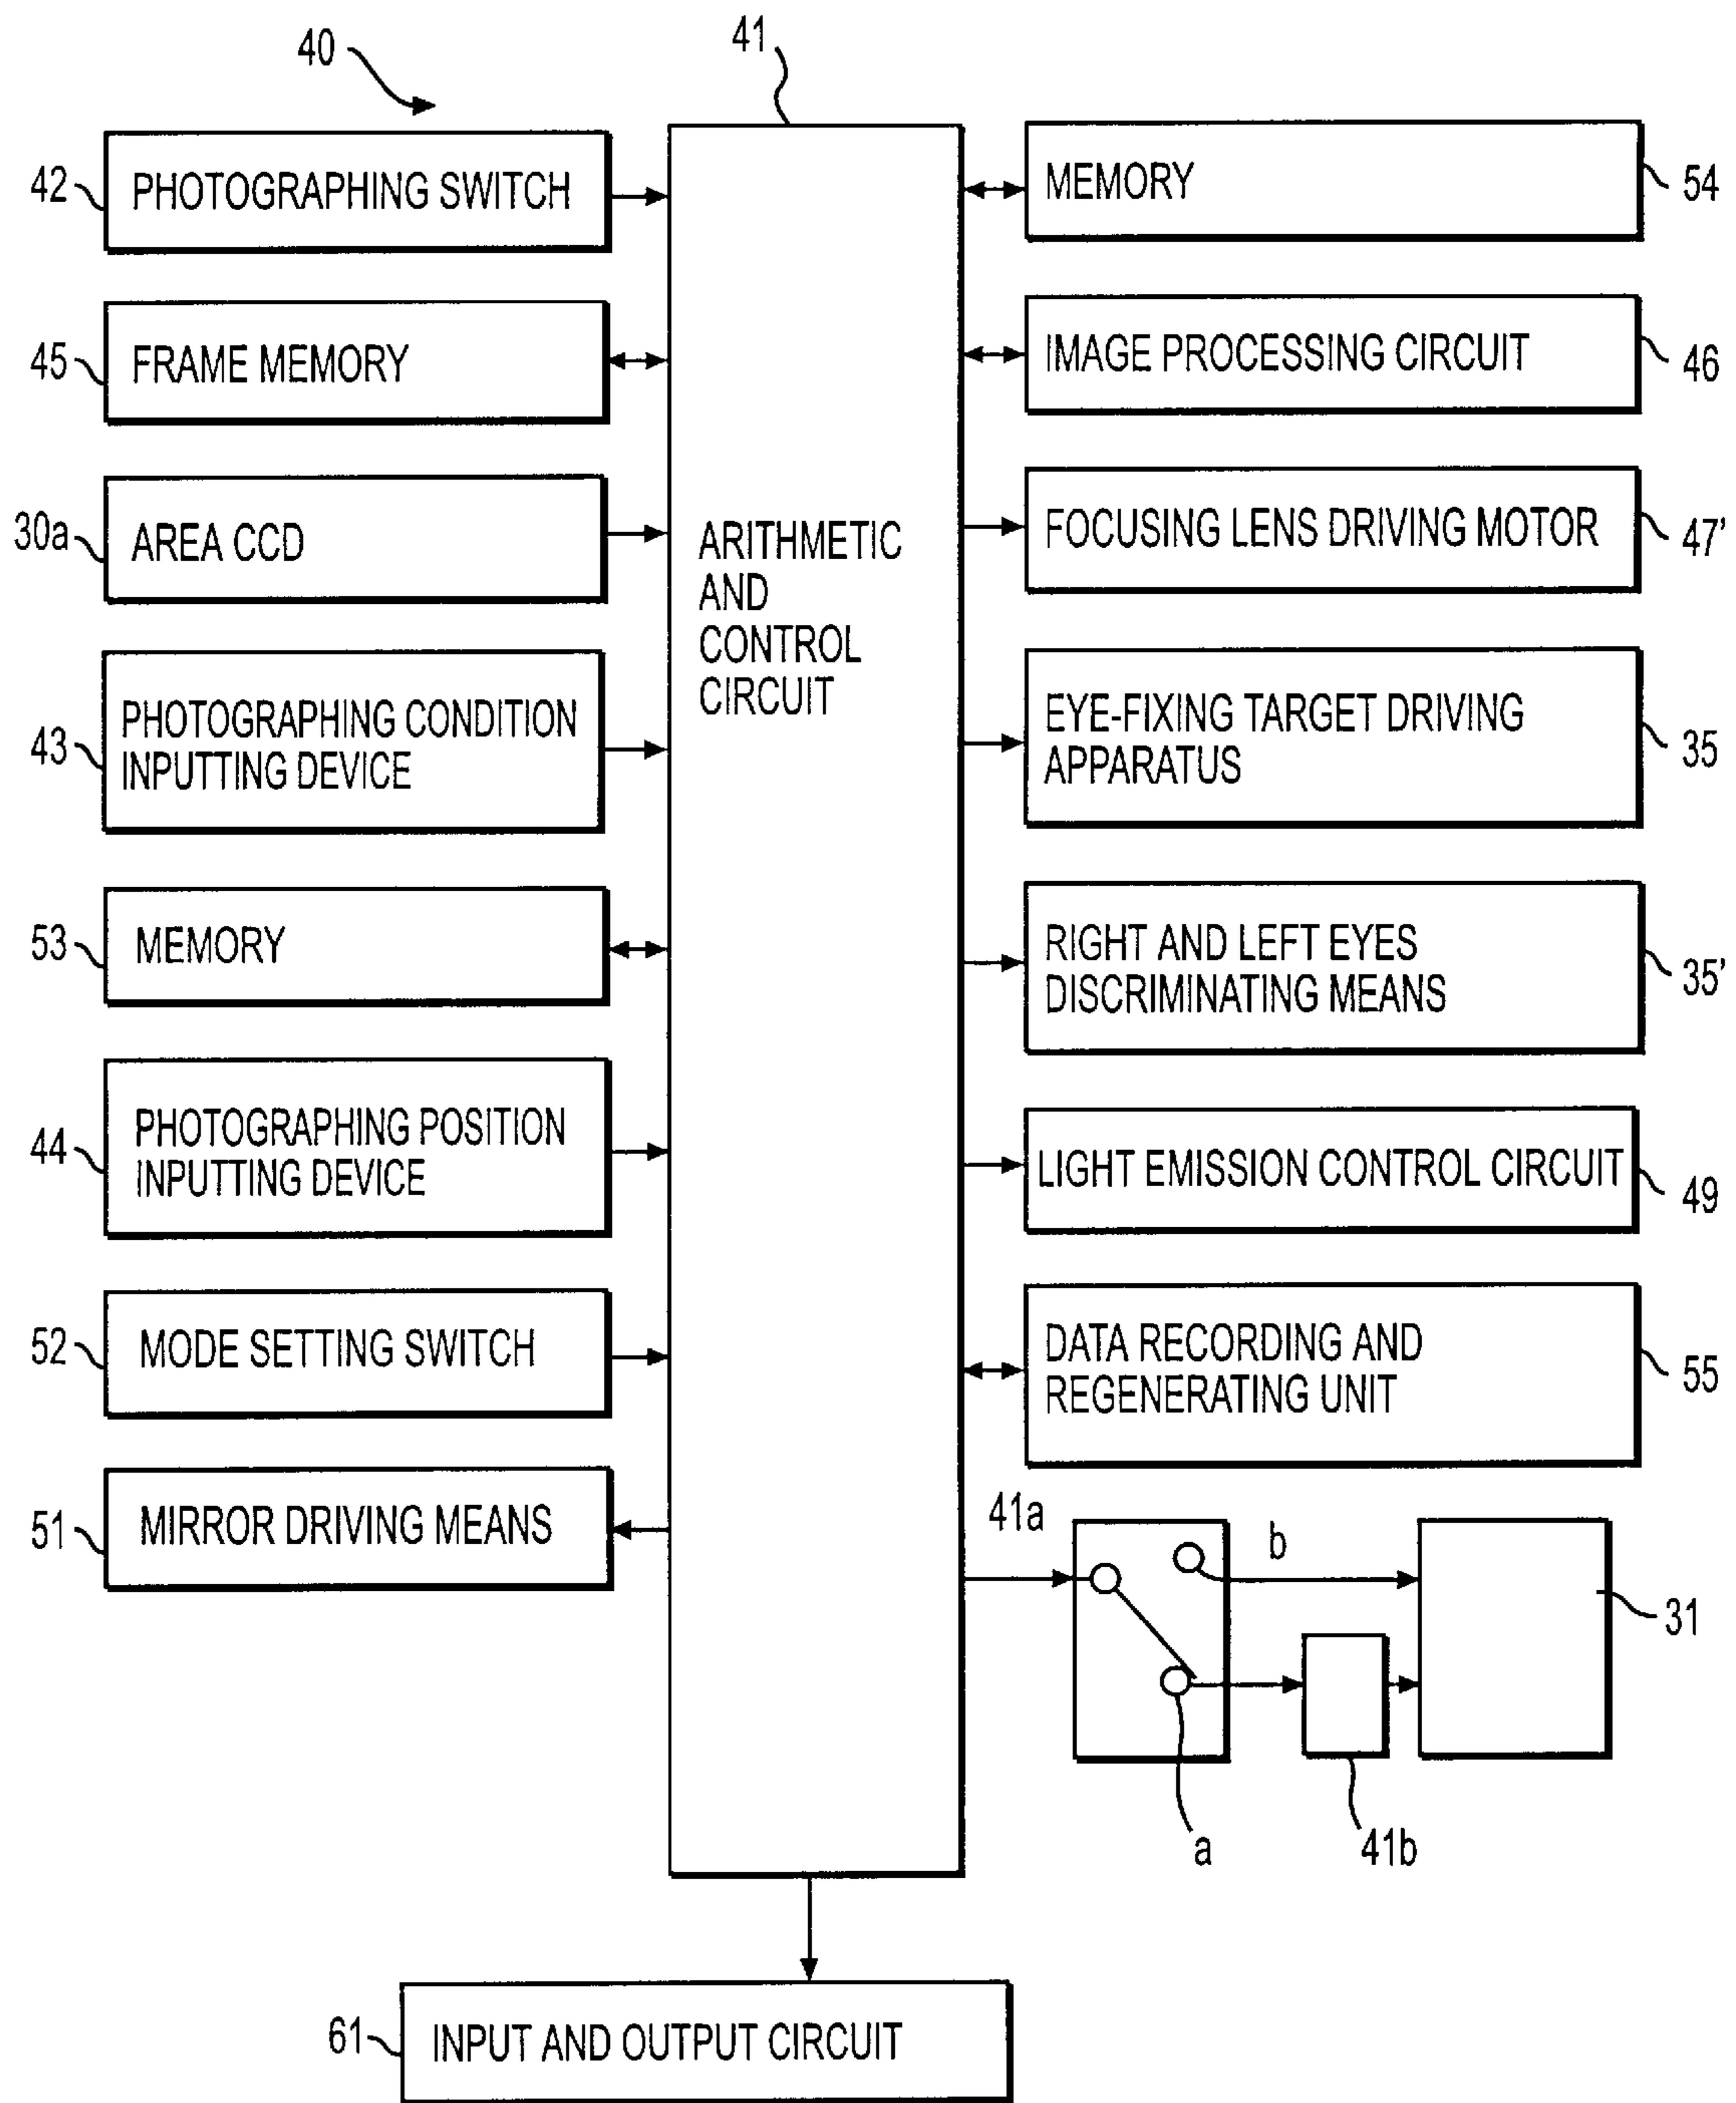 40
41
42
PHOTOGRAPHING SWITCH
MEMORY
54
45
FRAME MEMORY
IMAGE PROCESSING CIRCUIT
46
30a
AREA CCD
ARITHMETIC
AND
CONTROL
CIRCUIT
FOCUSING LENS DRIVING MOTOR
47'
43
PHOTOGRAPHING CONDITION
INPUTTING DEVICE
EYE-FIXING TARGET DRIVING
APPARATUS
35
53
MEMORY
RIGHT AND LEFT EYES
DISCRIMINATING MEANS
35'
44
PHOTOGRAPHING POSITION
INPUTTING DEVICE
LIGHT EMISSION CONTROL CIRCUIT
49
52
MODE SETTING SWITCH
DATA RECORDING AND
REGENERATING UNIT
55
51
MIRROR DRIVING MEANS
41a
b
31
a
41b
61
INPUT AND OUTPUT CIRCUIT